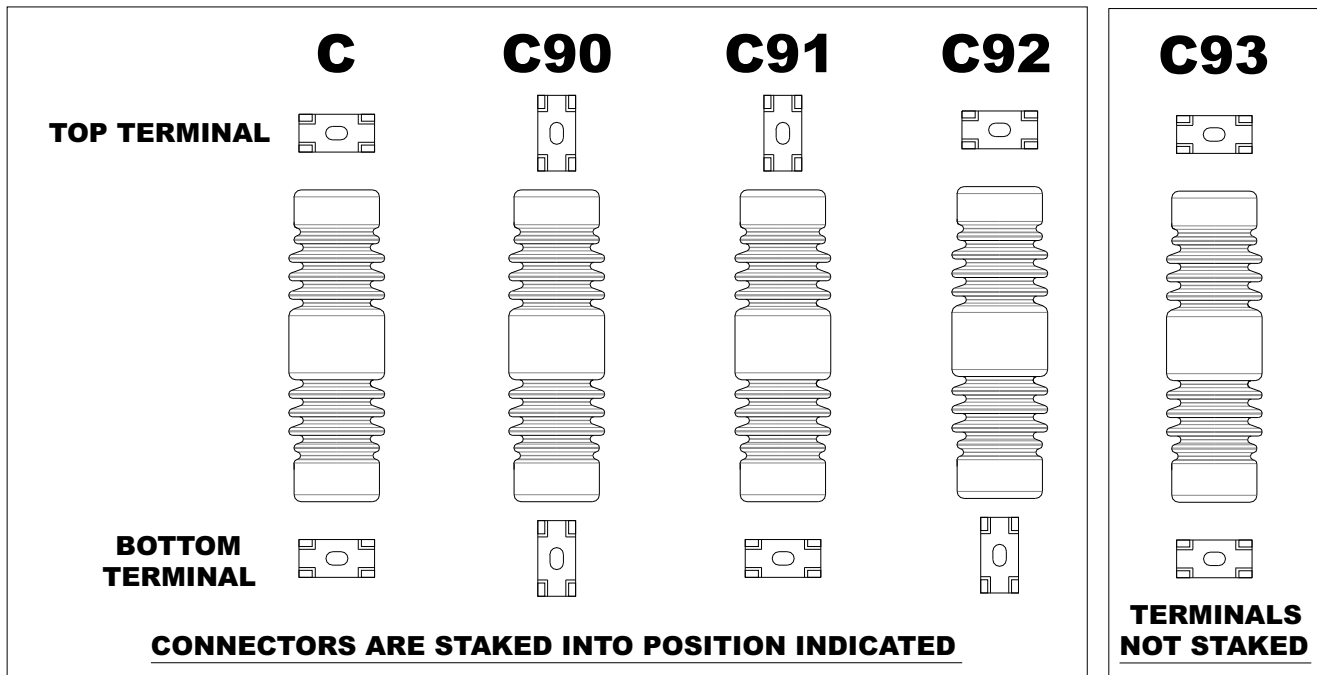 C C90 C91 C92 C93
TOP TERMINAL
BOTTOM
TERMINAL
CONNECTORS ARE STAKED INTO POSITION INDICATED
TERMINALS
NOT STAKED